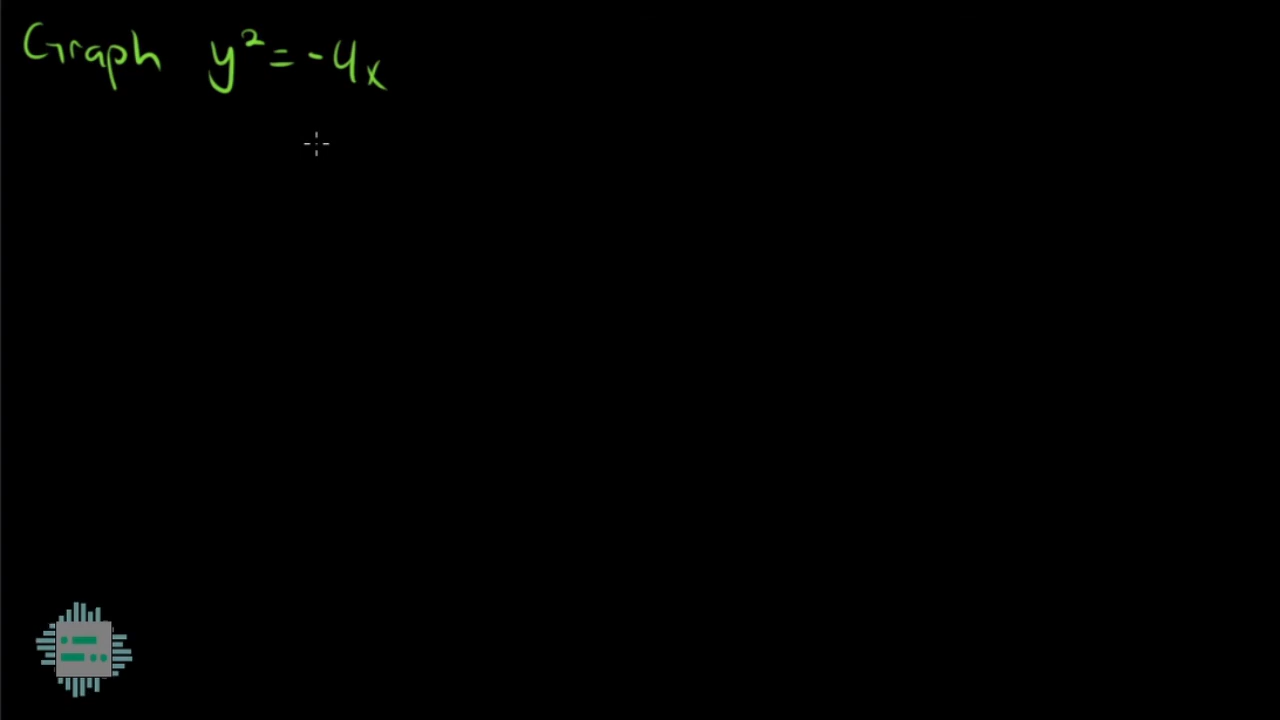 Graph y² = -4x